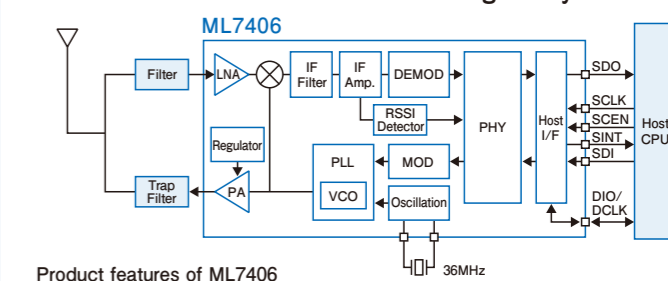 ML7406
Filter
LNA
IF
Filter
IF
Amp.
DEMOD
RSSI
Detector
PHY
Host
I/F
SDO
SCLK
SCEN
SINT
SDI
DIO/
DCLK
Host
CPU
Regulator
Trap
Filter
PA
PLL
VCO
MOD
Oscillation
36MHz
Product features of ML7406